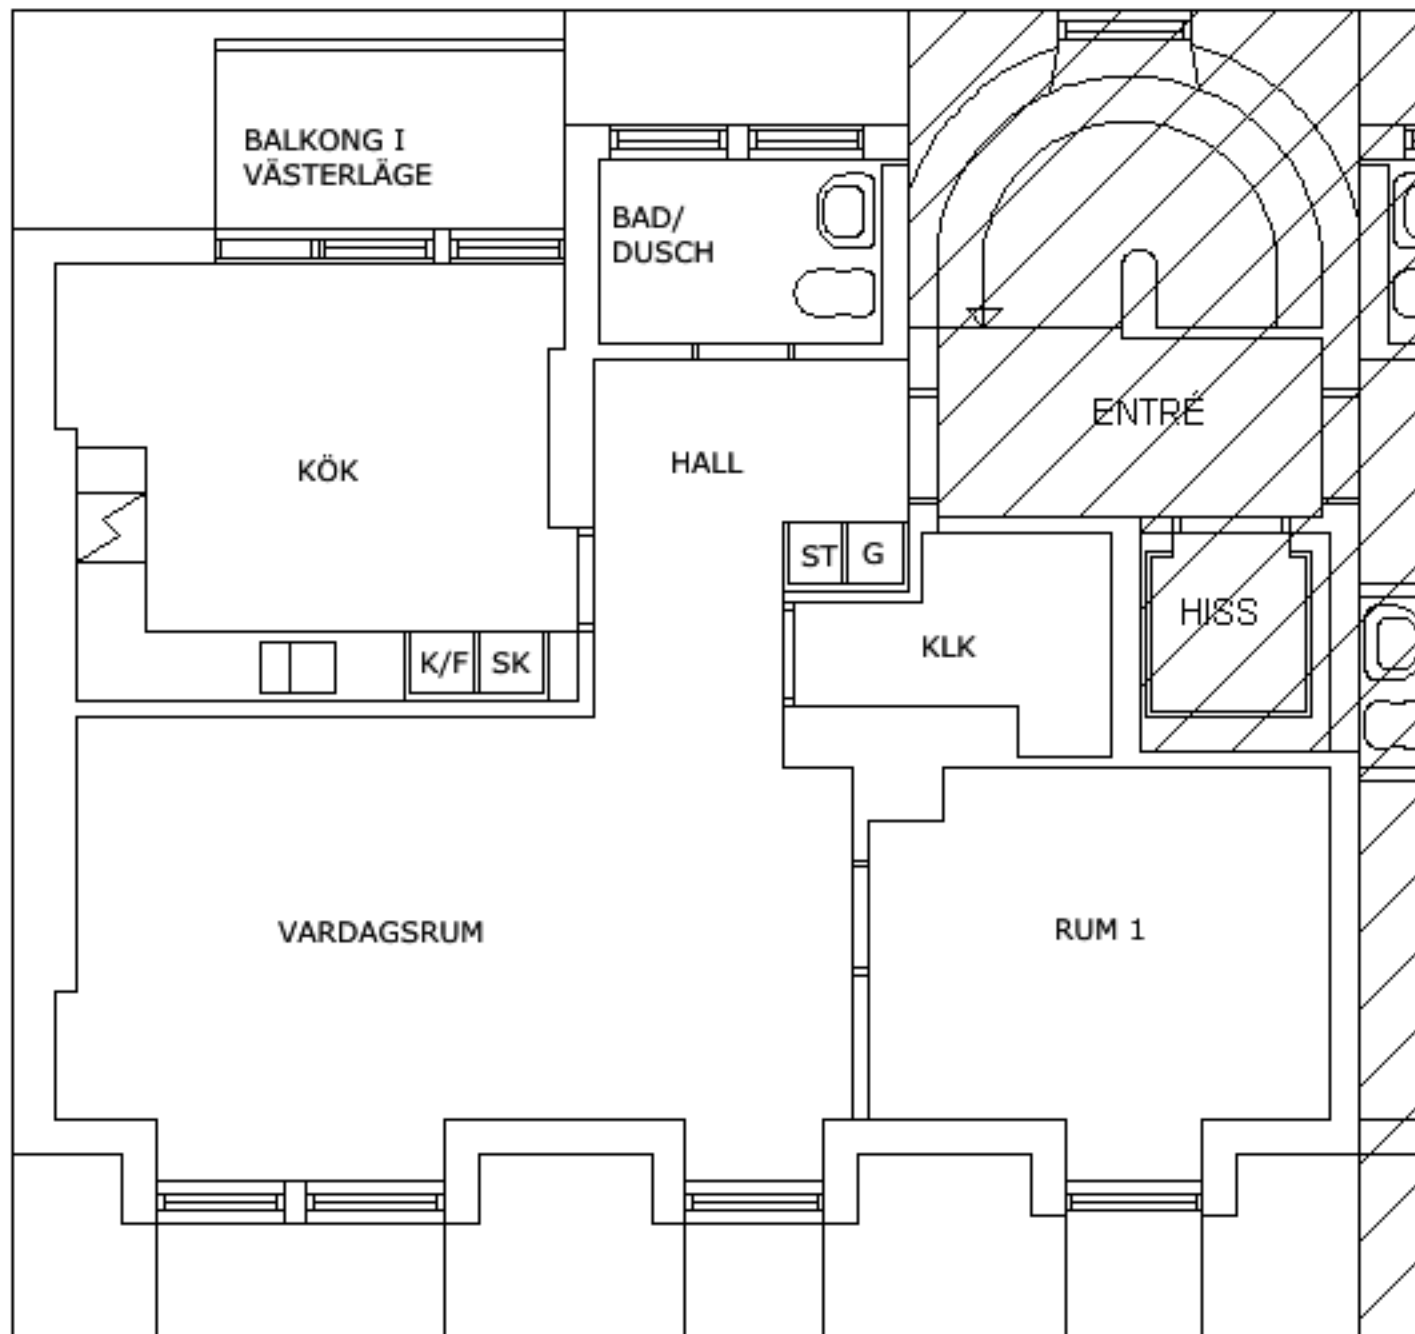 BALKONG I
VÄSTERLÄGE
BAD/
DUSCH
ENTRÉ
KÖK
HALL
ST
G
HISS
KLK
K/F
SK
VARDAGSRUM
RUM 1